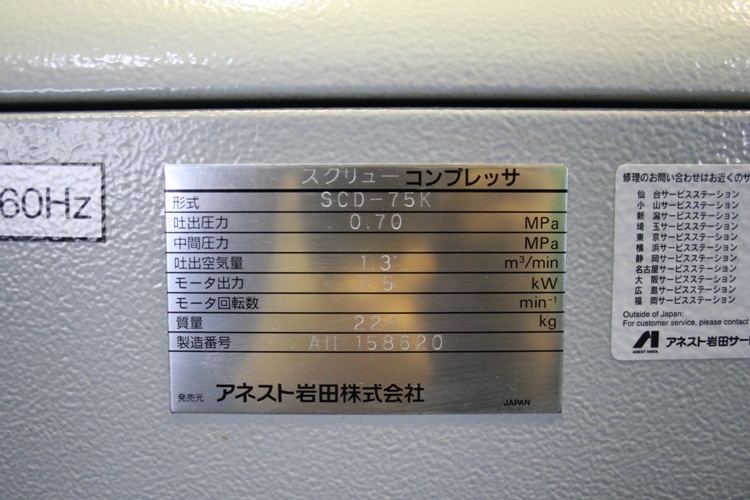 60Hz
スクリューコンプレッサ
形式 SCD-75K
吐出圧力 0.70 MPa
中間圧力 MPa
吐出空気量 1.3 m³/min
モータ出力 kW
モータ回転数 min⁻¹
質量 kg
製造番号 158620
発売元 アネスト岩田株式会社 JAPAN
修理のお問い合わせはお近くのサ
仙台サービスステーション
小山サービスステーション
新潟サービスステーション
埼玉サービスステーション
東京サービスステーション
横浜サービスステーション
静岡サービスステーション
名古屋サービスステーション
大阪サービスステーション
広島サービスステーション
福岡サービスステーション
Outside of Japan:
For customer service, please contact
ANEST IWATA アネスト岩田サー